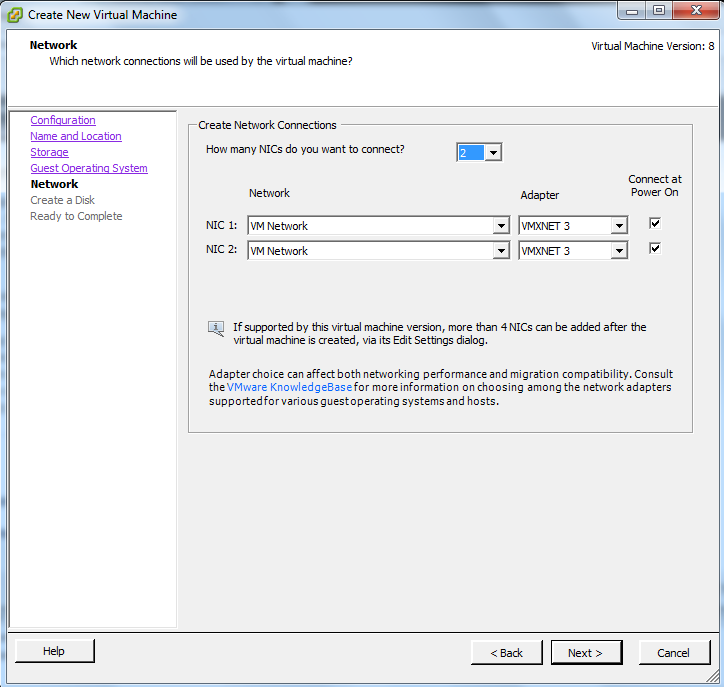 Create New Virtual Machine
Network
Which network connections will be used by the virtual machine?
Virtual Machine Version: 8
Configuration
Name and Location
Storage
Guest Operating System
Network
Create a Disk
Ready to Complete
Create Network Connections
How many NICs do you want to connect?
2
Network
Adapter
Connect at
Power On
NIC 1:
VM Network
VMXNET 3
NIC 2:
VM Network
VMXNET 3
If supported by this virtual machine version, more than 4 NICs can be added after the
virtual machine is created, via its Edit Settings dialog.
Adapter choice can affect both networking performance and migration compatibility. Consult
the VMware KnowledgeBase for more information on choosing among the network adapters
supported for various guest operating systems and hosts.
Help
< Back
Next >
Cancel